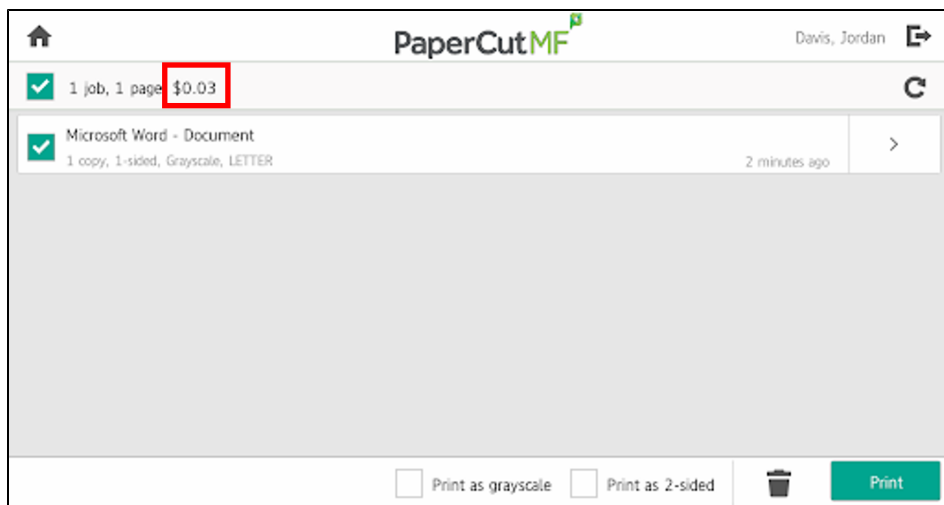 PaperCutMF
Davis, Jordan
1 job, 1 page $0.03
Microsoft Word - Document
1 copy, 1-sided, Grayscale, LETTER
2 minutes ago
Print as grayscale
Print as 2-sided
Print